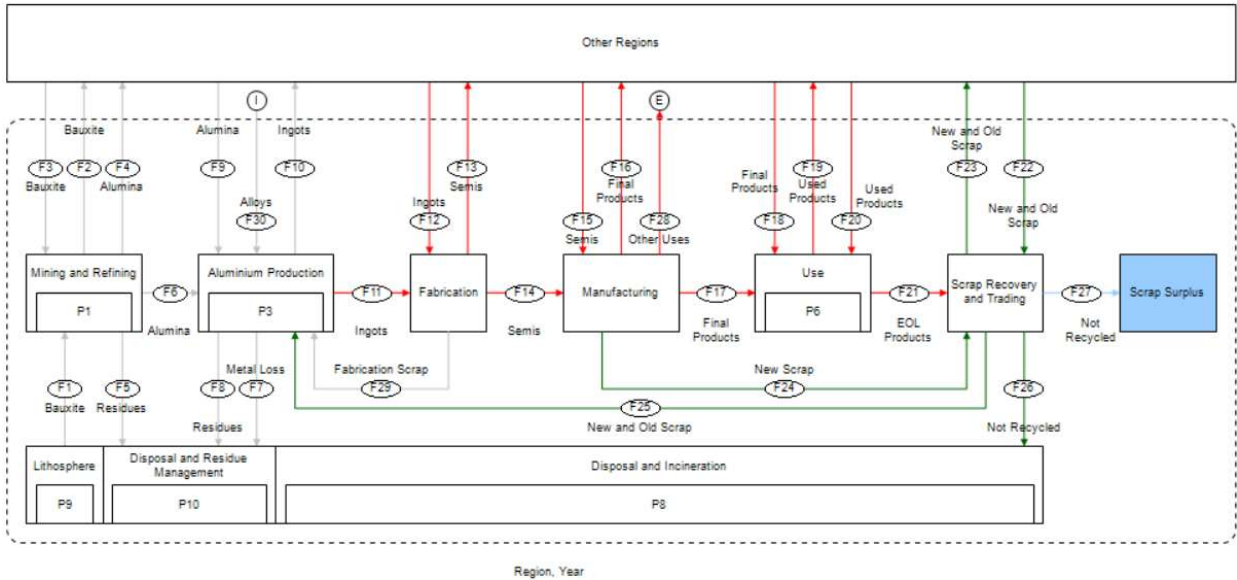 Other Regions
I
E
Bauxite
Alumina
Ingots
New and Old
Scrap
F3
F2
F4
F9
F10
F13
F16
F19
F23
F22
Bauxite
Alumina
Semis
Final
Products
Final
Products
Used
Products
Used
Products
Alloys
Ingots
New and Old
Scrap
F30
F12
F15
F28
F18
F20
Semis
Other Uses
Mining and Refining
P1
F6
Alumina
Aluminium Production
P3
F11
Ingots
Fabrication
F14
Semis
Manufacturing
F17
Final
Products
Use
P6
F21
EOL
Products
Scrap Recovery
and Trading
F27
Not
Recycled
Scrap Surplus
Metal Loss
Fabrication Scrap
New Scrap
F1
F5
F8
F7
F29
F24
F26
Bauxite
Residues
F25
Residues
New and Old Scrap
Not Recycled
Lithosphere
P9
Disposal and Residue
Management
P10
Disposal and Incineration
P8
Region, Year